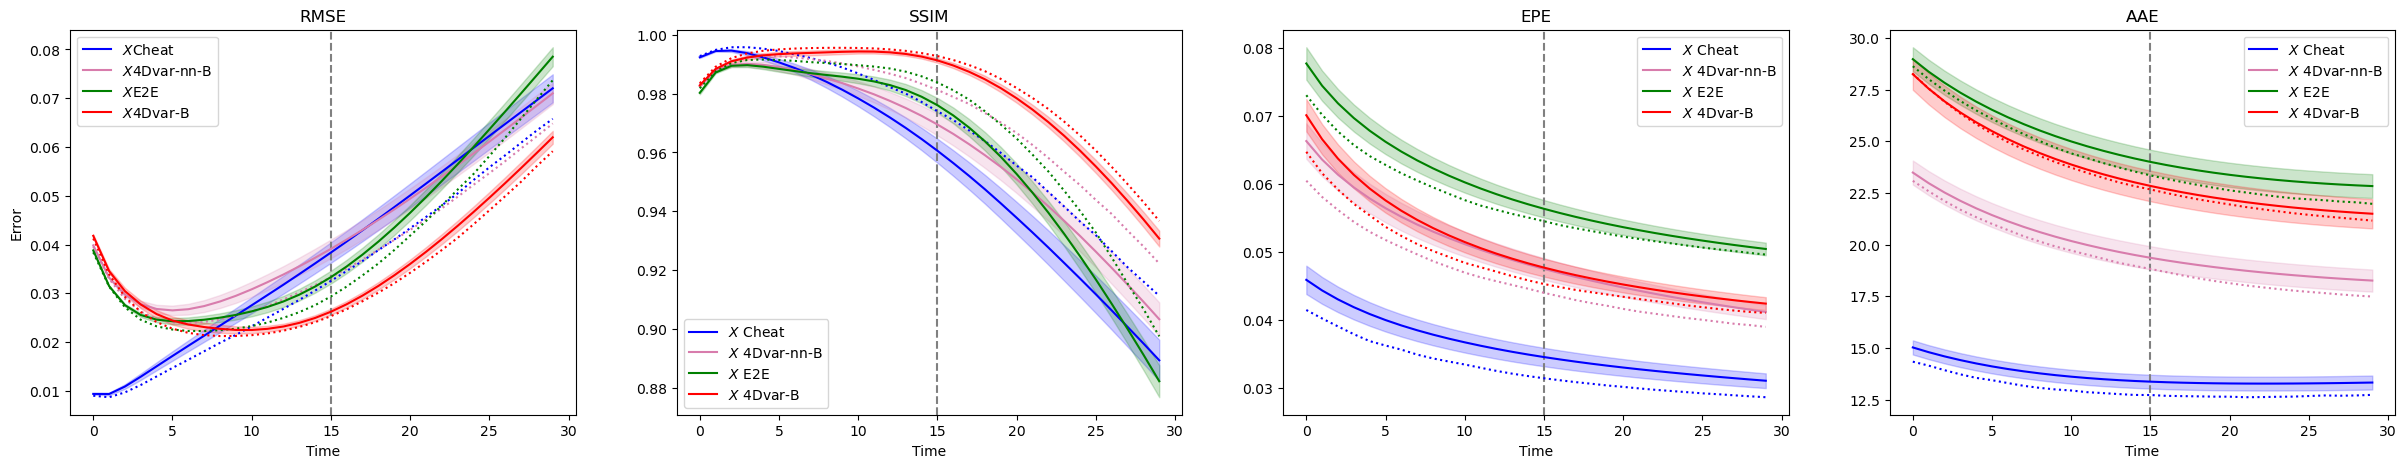 RMSE
0.08
0.07
0.06
0.05
0.04
0.03
0.02
0.01
Error
XCheat
X4Dvar-nn-B
XE2E
X4Dvar-B
0 5 10 15 20 25 30
Time
SSIM
1.00
0.98
0.96
0.94
0.92
0.90
0.88
X Cheat
X 4Dvar-nn-B
X E2E
X 4Dvar-B
0 5 10 15 20 25 30
Time
EPE
0.08
0.07
0.06
0.05
0.04
0.03
X Cheat
X 4Dvar-nn-B
X E2E
X 4Dvar-B
0 5 10 15 20 25 30
Time
AAE
30.0
27.5
25.0
22.5
20.0
17.5
15.0
12.5
X Cheat
X 4Dvar-nn-B
X E2E
X 4Dvar-B
0 5 10 15 20 25 30
Time